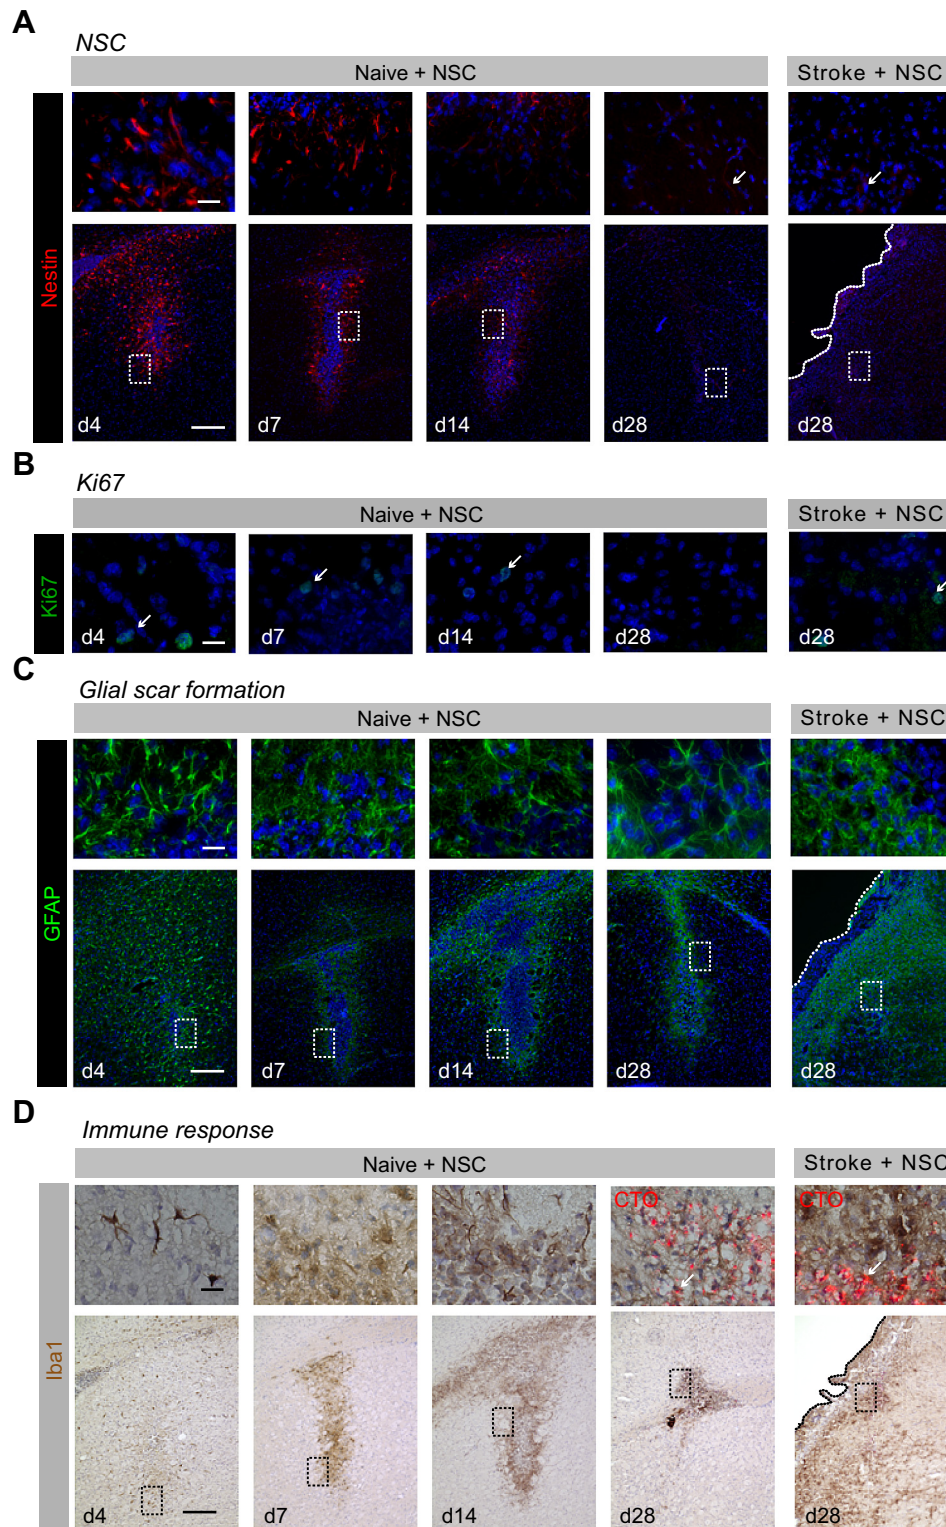 A
NSC
Naive + NSC
Stroke + NSC
Nestin
d4
d7
d14
d28
d28
B
Ki67
Naive + NSC
Stroke + NSC
Ki67
d4
d7
d14
d28
d28
C
Glial scar formation
Naive + NSC
Stroke + NSC
GFAP
d4
d7
d14
d28
d28
D
Immune response
Naive + NSC
Stroke + NSC
CTO
CTO
Iba1
d4
d7
d14
d28
d28